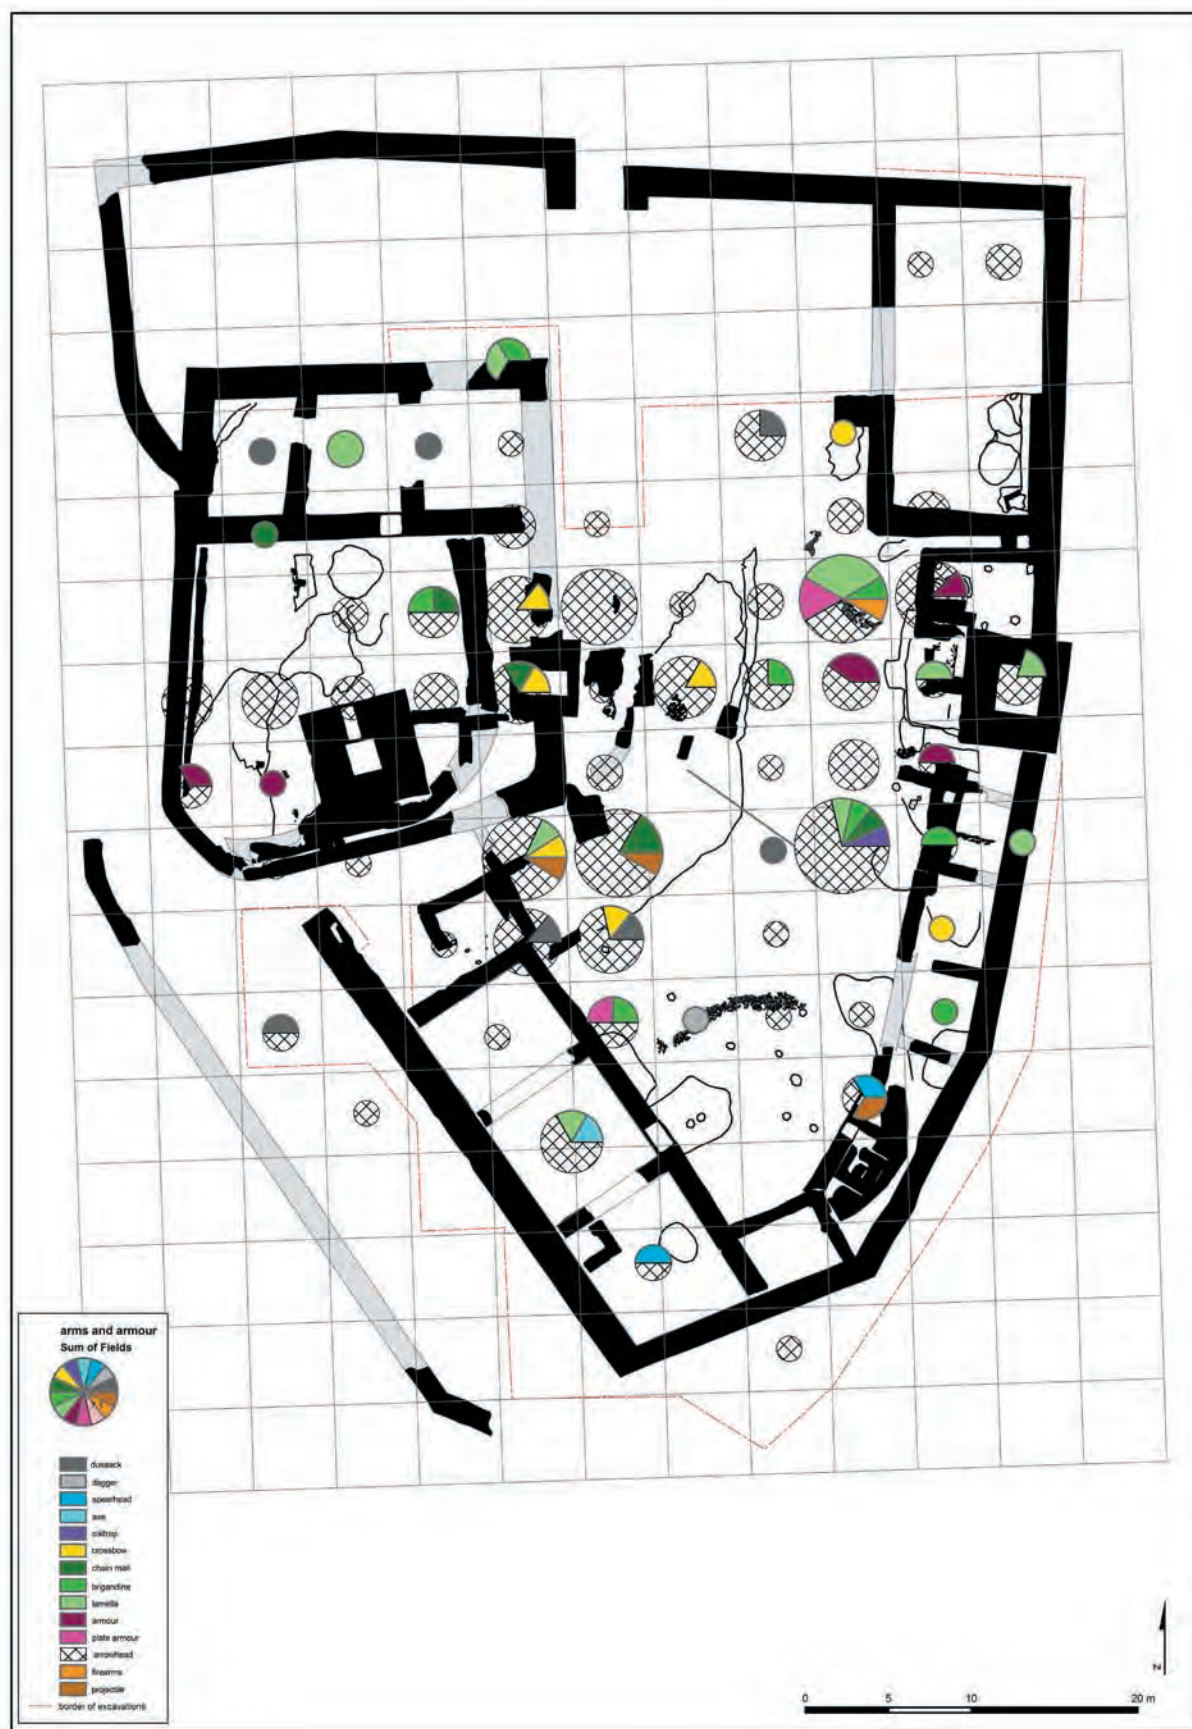 arms and armour
Sum of Fields
dussack
dagger
spearhead
axe
caltrop
crossbow
chain mail
brigandine
lamella
armour
plate armour
arrowhead
firearms
projectile
border of excavations
N
0 5 10 20 m